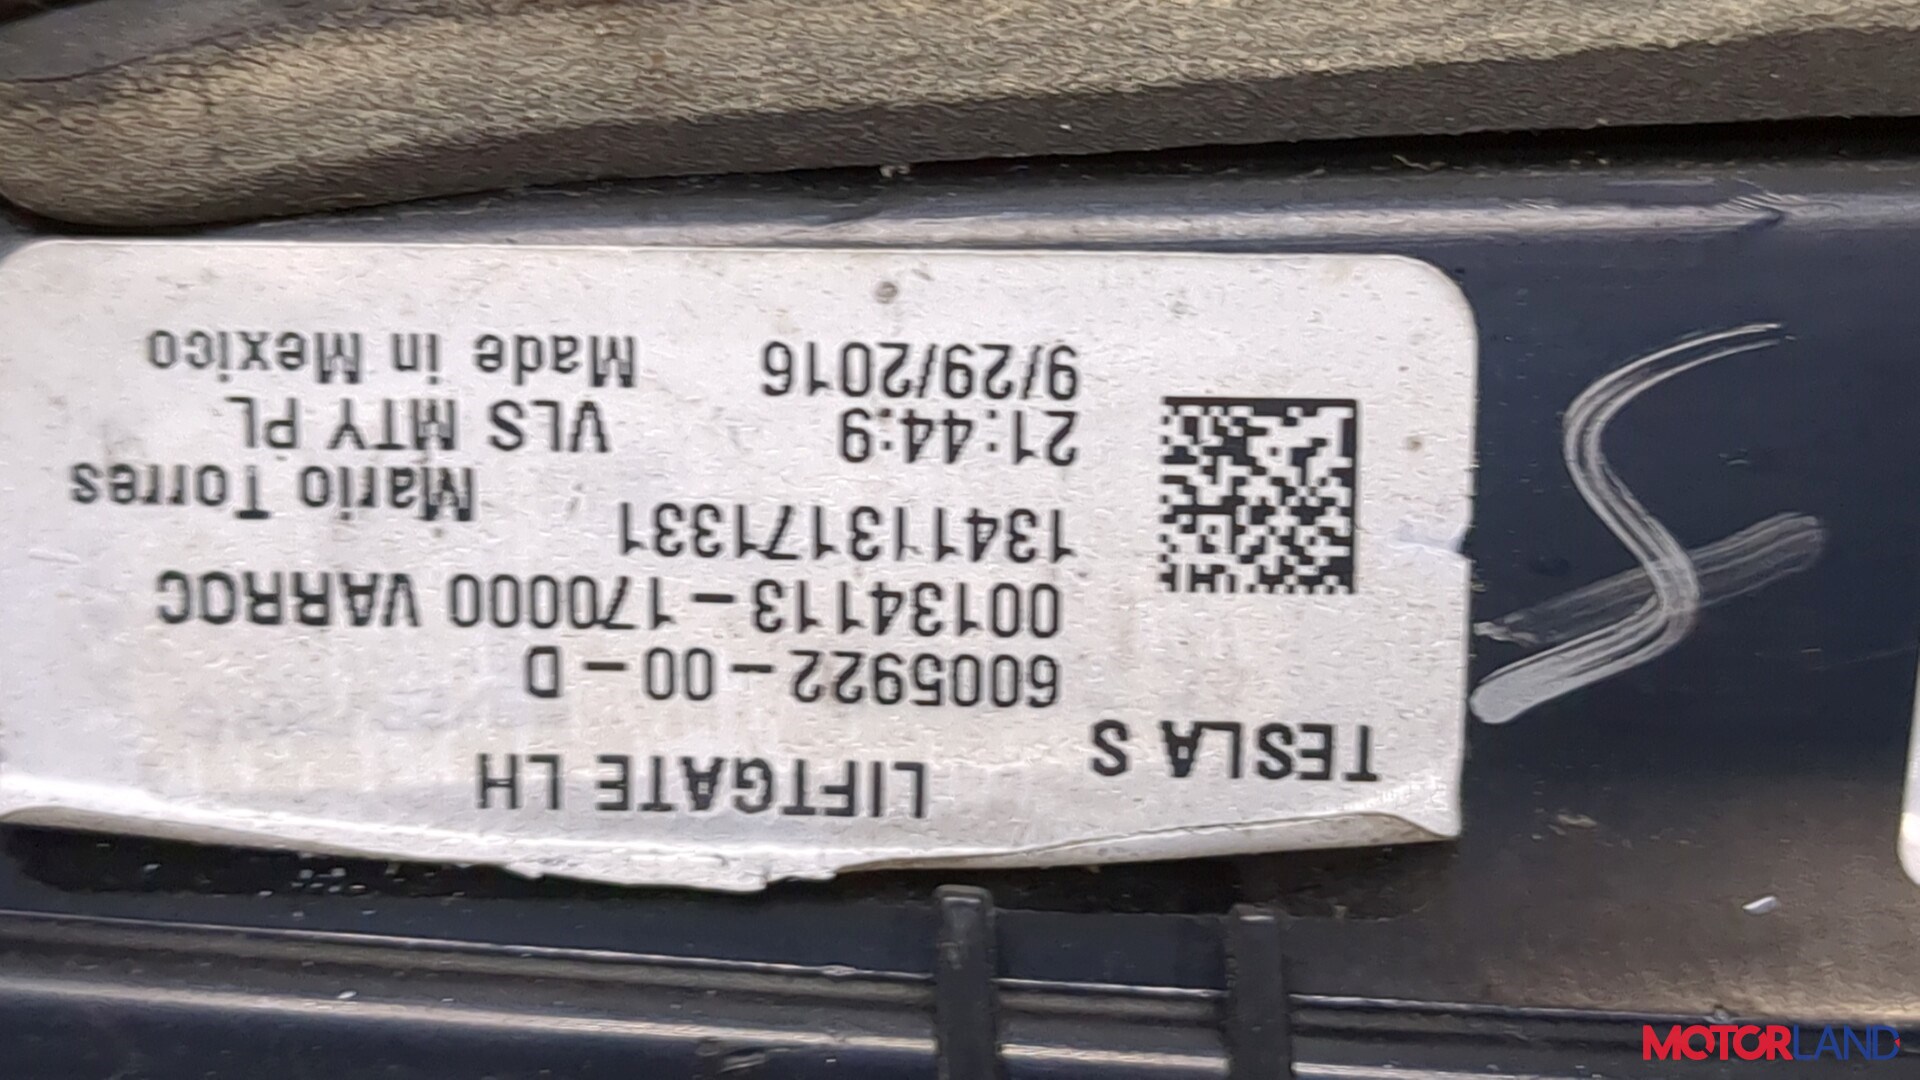 TESLA S LIFTGATE LH
6005922-00-D
00134113-170000 VARROC
134113171331 Mario Torres
21:44:9 VLS MTY PL
9/29/2016 Made in Mexico
MOTORLAND